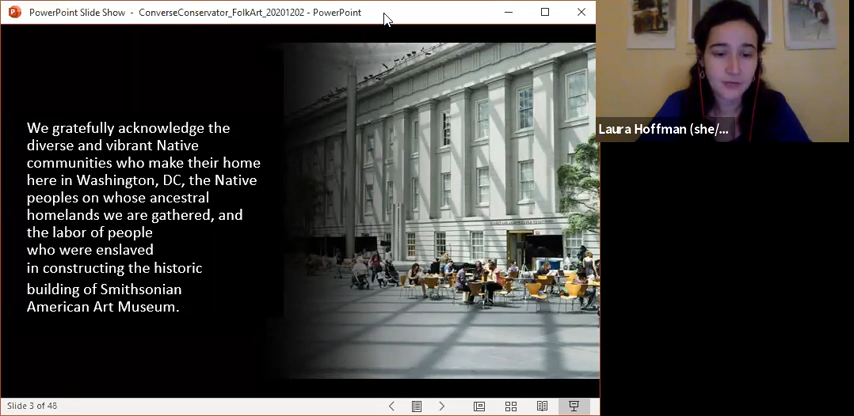 PowerPoint Slide Show - ConverseConservator_FolkArt_20201202 - PowerPoint
We gratefully acknowledge the
diverse and vibrant Native
communities who make their home
here in Washington, DC, the Native
peoples on whose ancestral
homelands we are gathered, and
the labor of people
who were enslaved
in constructing the historic
building of Smithsonian
American Art Museum.
Laura Hoffman (she/...
Slide 3 of 48